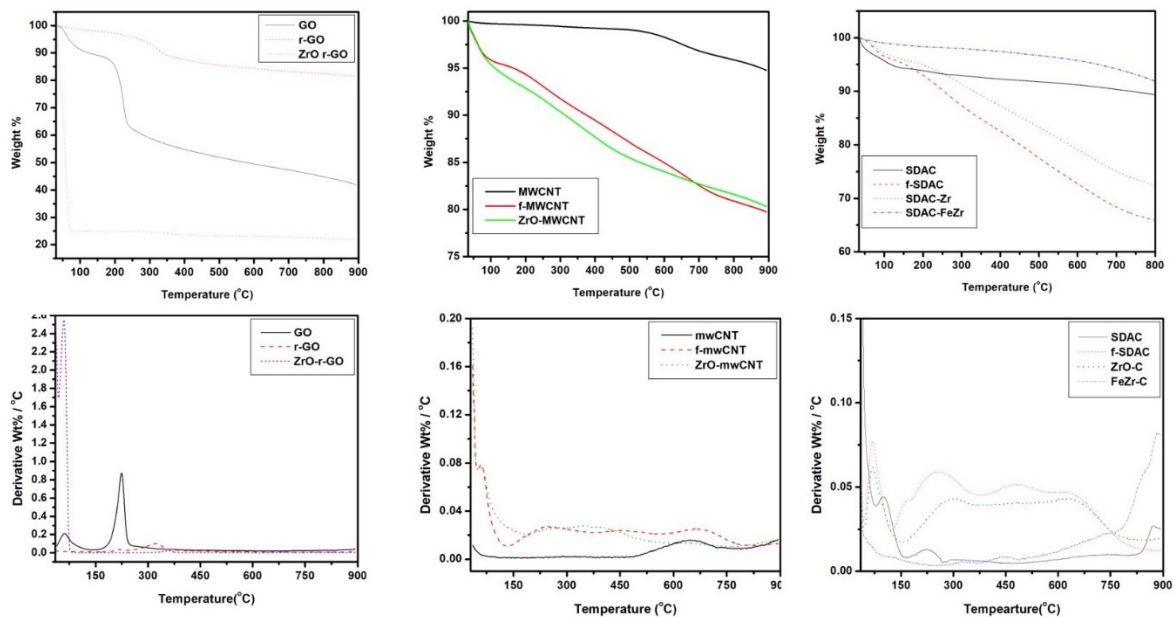 GO
r-GO
ZrO r-GO
Weight %
100
90
80
70
60
50
40
30
20
100 200 300 400 500 600 700 800 900
Temperature (°C)
MWCNT
f-MWCNT
ZrO-MWCNT
Weight %
100
95
90
85
80
75
100 200 300 400 500 600 700 800 900
Temperature (°C)
SDAC
f-SDAC
SDAC-Zr
SDAC-FeZr
Weight %
100
90
80
70
60
100 200 300 400 500 600 700 800
Temperature (°C)
GO
r-GO
ZrO-r-GO
Derivative Wt% / °C
2.6
2.4
2.2
2.0
1.8
1.6
1.4
1.2
1.0
0.8
0.6
0.4
0.2
0.0
150 300 450 600 750 900
Temperature(°C)
mwCNT
f-mwCNT
ZrO-mwCNT
Derivative Wt% / °C
0.20
0.16
0.12
0.08
0.04
0.00
150 300 450 600 750 900
Temperature (°C)
SDAC
f-SDAC
ZrO-C
FeZr-C
Derivative Wt% / °C
0.15
0.10
0.05
0.00
150 300 450 600 750 900
Tempearture(°C)